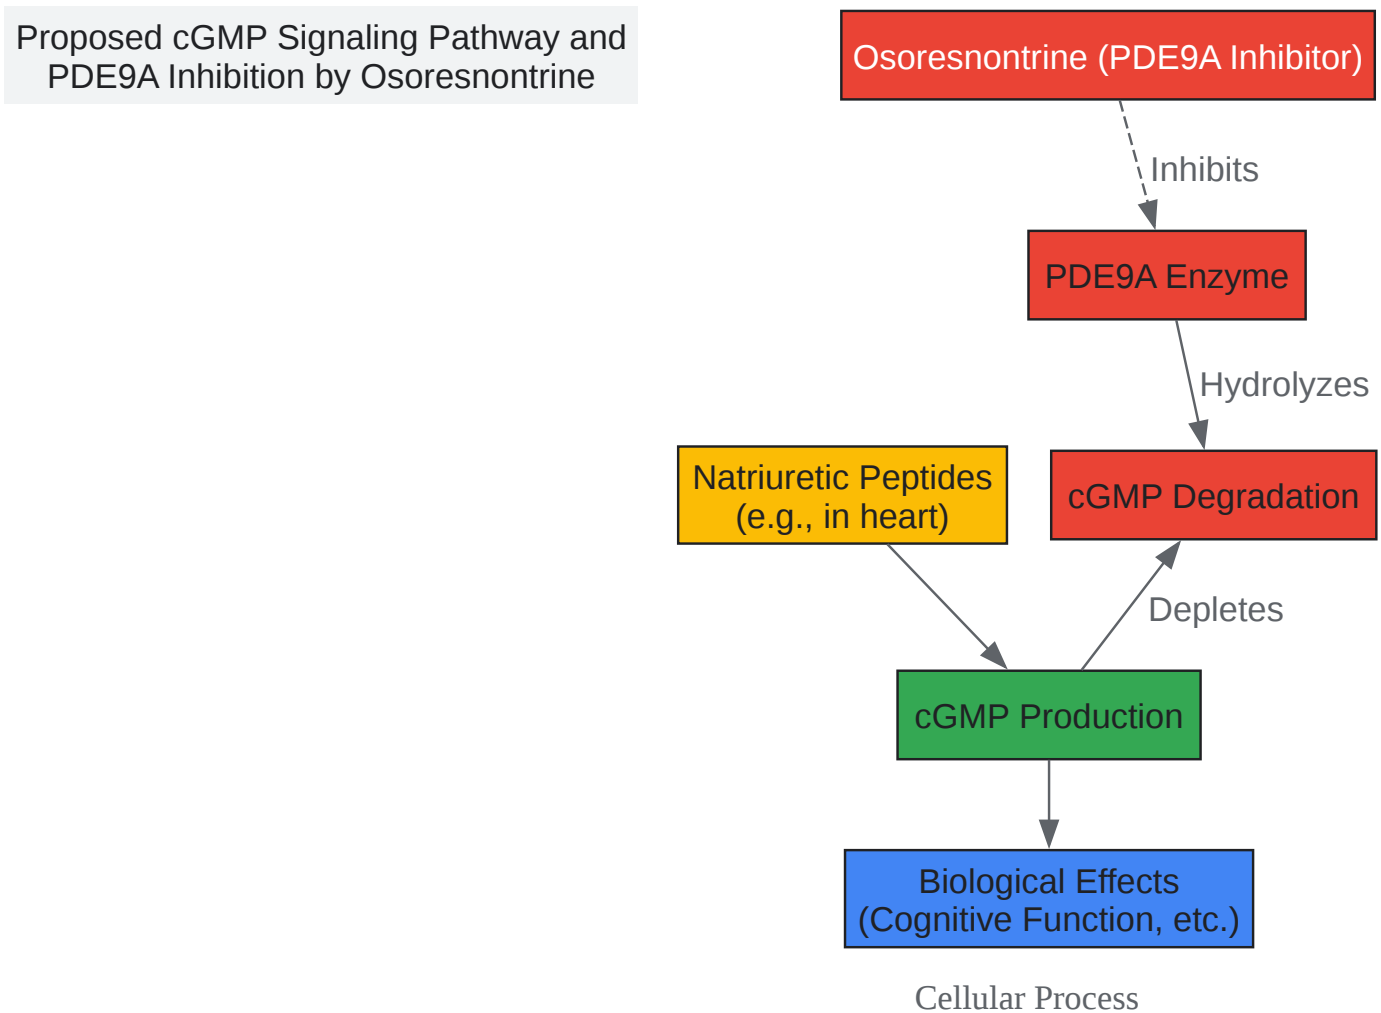 Proposed cGMP Signaling Pathway and
PDE9A Inhibition by Osoresnontrine
Osoresnontrine (PDE9A Inhibitor)
Inhibits
PDE9A Enzyme
Hydrolyzes
Natriuretic Peptides
(e.g., in heart)
cGMP Degradation
Depletes
cGMP Production
Biological Effects
(Cognitive Function, etc.)
Cellular Process